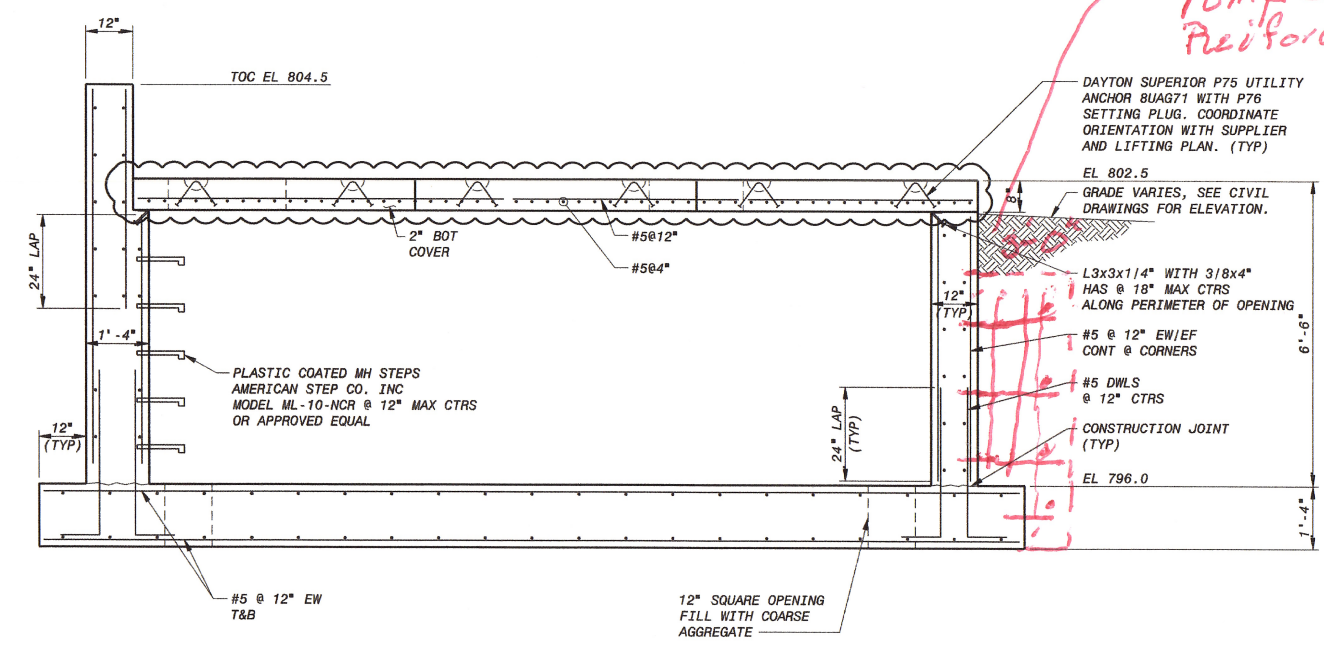 12"
TOC EL 804.5
DAYTON SUPERIOR P75 UTILITY
ANCHOR 8UAG71 WITH P76
SETTING PLUG. COORDINATE
ORIENTATION WITH SUPPLIER
AND LIFTING PLAN. (TYP)
EL 802.5
8"
GRADE VARIES, SEE CIVIL
DRAWINGS FOR ELEVATION.
2" BOT
COVER
#5@12"
#5@4"
24" LAP
L3x3x1/4" WITH 3/8x4"
HAS @ 18" MAX CTRS
ALONG PERIMETER OF OPENING
12"
(TYP)
1'-4"
#5 @ 12" EW/EF
CONT @ CORNERS
6'-6"
PLASTIC COATED MH STEPS
AMERICAN STEP CO. INC
MODEL ML-10-NCR @ 12" MAX CTRS
OR APPROVED EQUAL
#5 DWLS
@ 12" CTRS
24" LAP
(TYP)
12"
(TYP)
CONSTRUCTION JOINT
(TYP)
EL 796.0
1'-4"
#5 @ 12" EW
T&B
12" SQUARE OPENING
FILL WITH COARSE
AGGREGATE